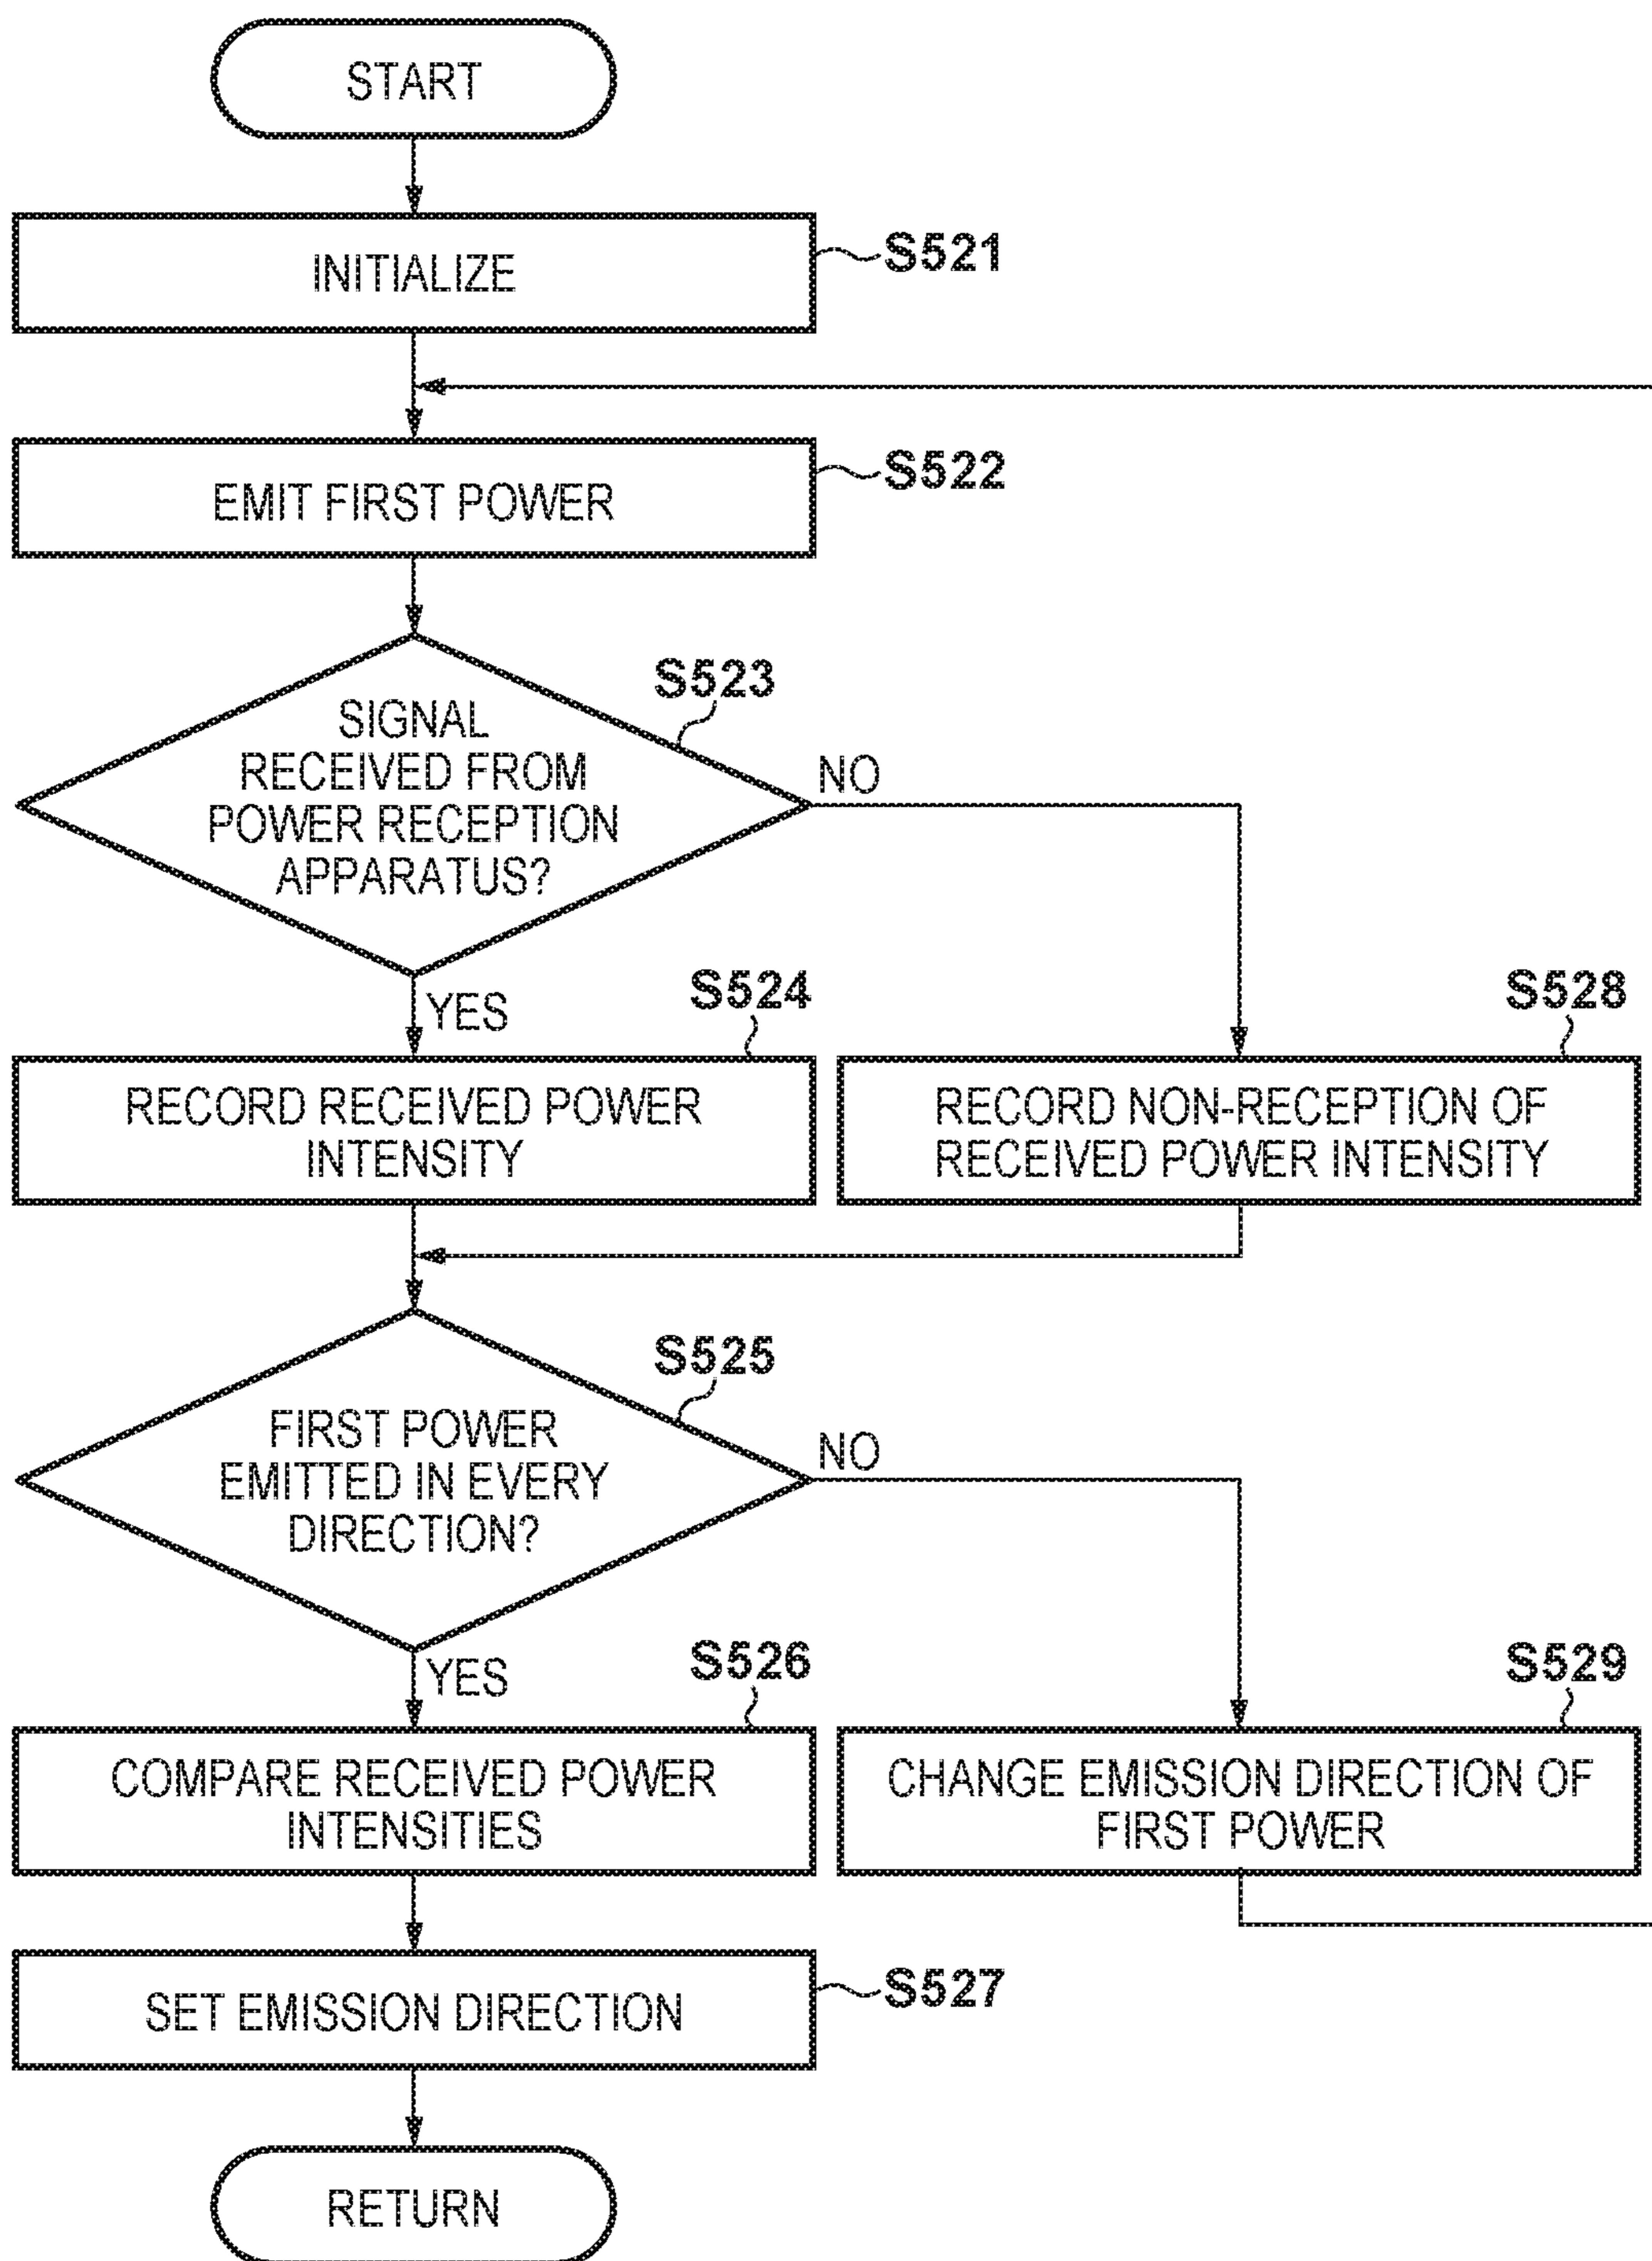 START
INITIALIZE
S521
EMIT FIRST POWER
S522
S523
SIGNAL
RECEIVED FROM
POWER RECEPTION
APPARATUS?
NO
YES
S524
S528
RECORD RECEIVED POWER
INTENSITY
RECORD NON-RECEPTION OF
RECEIVED POWER INTENSITY
S525
FIRST POWER
EMITTED IN EVERY
DIRECTION?
NO
YES
S526
S529
COMPARE RECEIVED POWER
INTENSITIES
CHANGE EMISSION DIRECTION OF
FIRST POWER
SET EMISSION DIRECTION
S527
RETURN